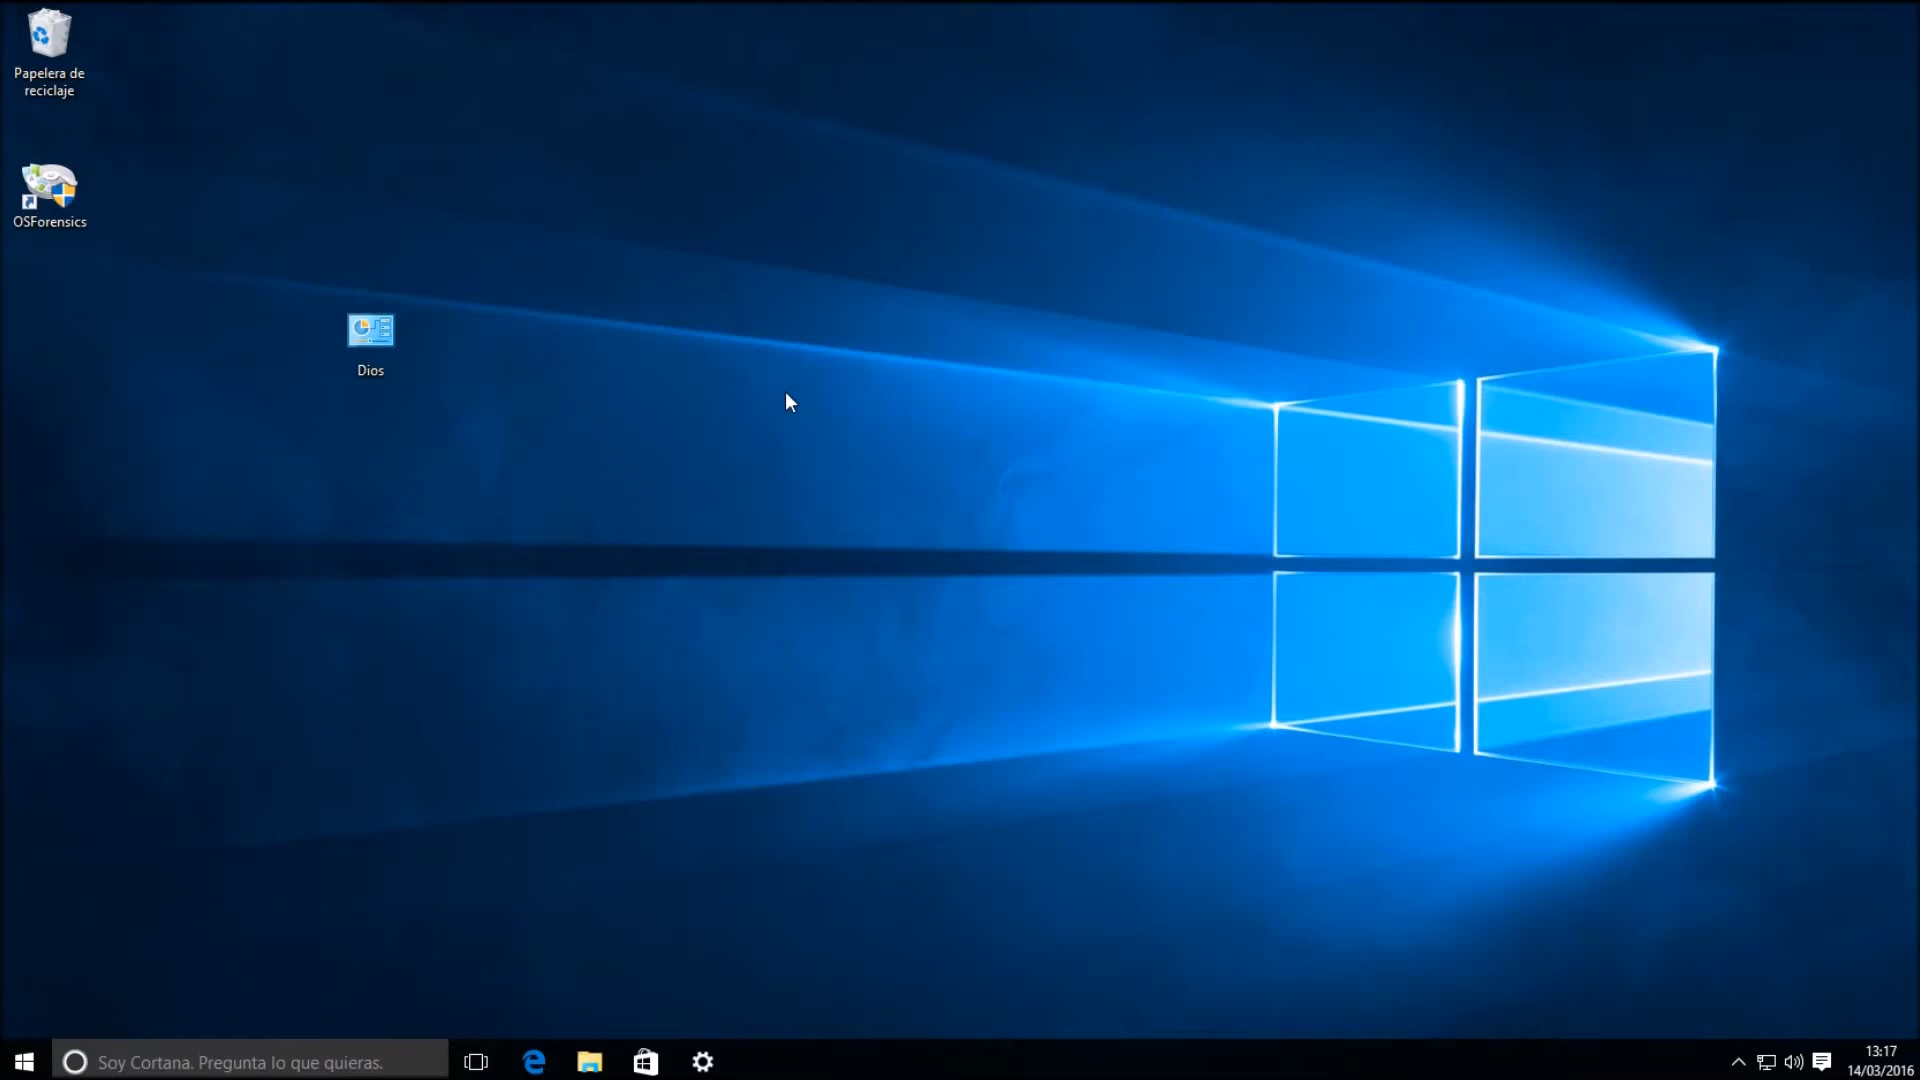 Papelera de
reciclaje
OSForensics
Dios
Soy Cortana. Pregunta lo que quieras.
13:17
14/03/2016